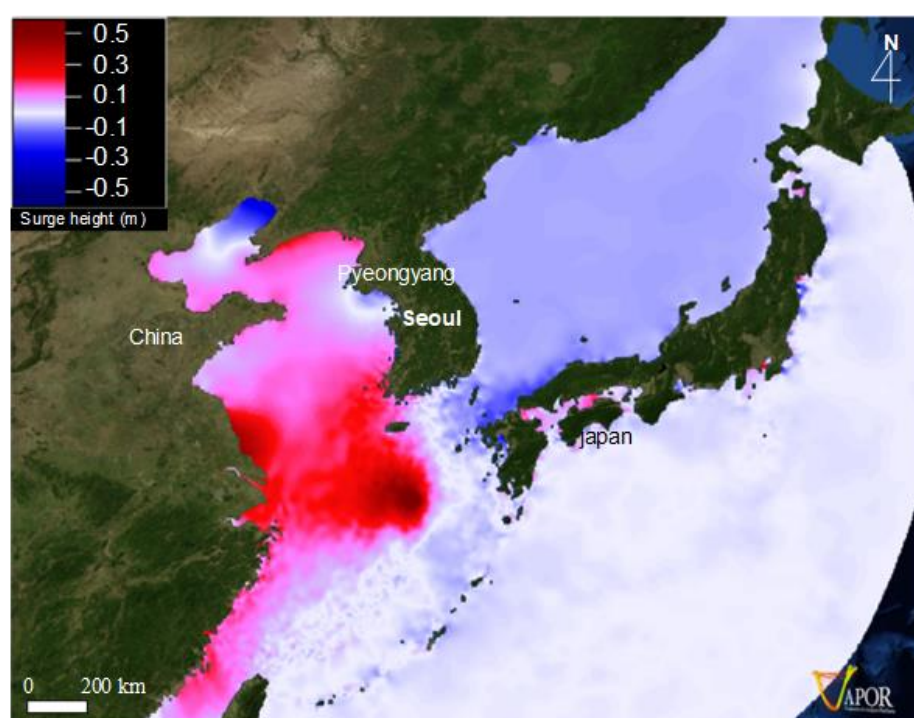 0.5
0.3
0.1
-0.1
-0.3
-0.5
Surge height (m)
N
Pyeongyang
Seoul
China
japan
0 200 km
VAPOR